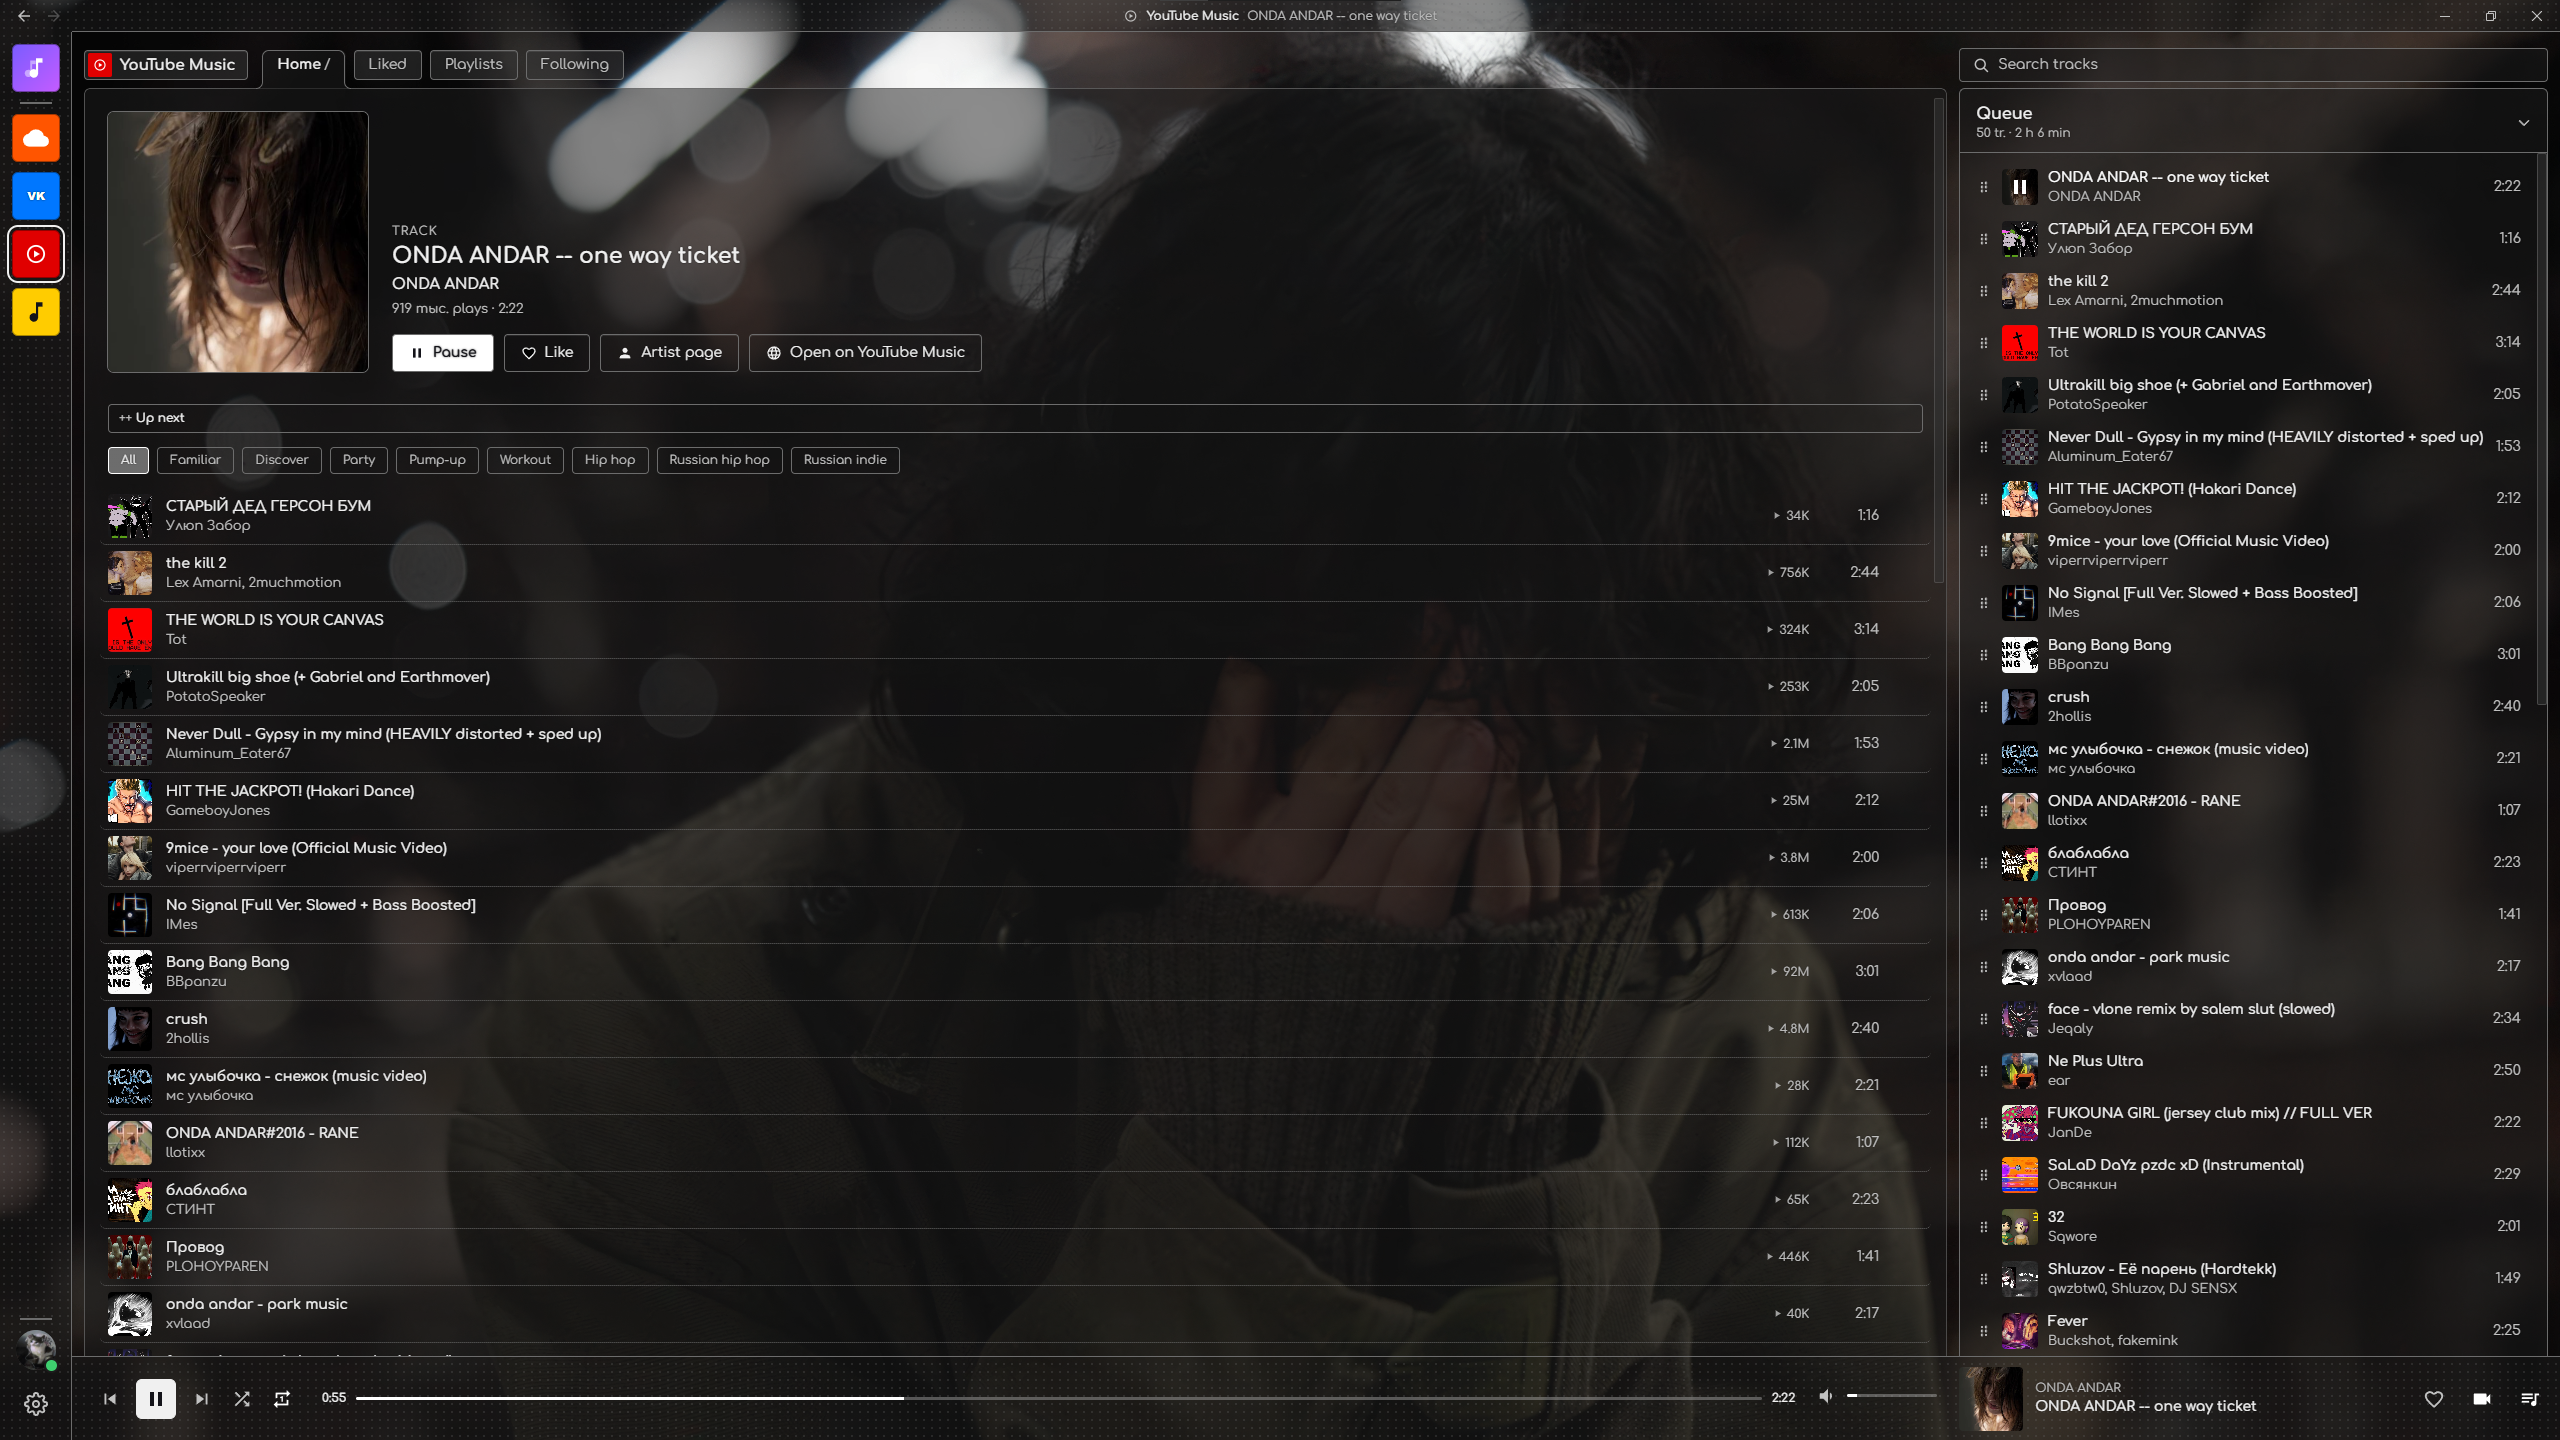 YouTube Music ONDA ANDAR -- one way ticket
YouTube Music
Home /
Liked
Playlists
Following
Search tracks
VK
TRACK
ONDA ANDAR -- one way ticket
ONDA ANDAR
919 тыс. plays · 2:22
Pause
Like
Artist page
Open on YouTube Music
++ Up next
All
Familiar
Discover
Party
Pump-up
Workout
Hip hop
Russian hip hop
Russian indie
СТАРЫЙ ДЕД ГЕРСОН БУМ
Улюп Забор
34K 1:16
the kill 2
Lex Amarni, 2muchmotion
756K 2:44
THE WORLD IS YOUR CANVAS
Tot
324K 3:14
Ultrakill big shoe (+ Gabriel and Earthmover)
PotatoSpeaker
253K 2:05
Never Dull - Gypsy in my mind (HEAVILY distorted + sped up)
Aluminum_Eater67
2.1M 1:53
HIT THE JACKPOT! (Hakari Dance)
GameboyJones
25M 2:12
9mice - your love (Official Music Video)
viperrviperrviperr
3.8M 2:00
No Signal [Full Ver. Slowed + Bass Boosted]
IMes
613K 2:06
Bang Bang Bang
BBpanzu
92M 3:01
crush
2hollis
4.8M 2:40
мс улыбочка - снежок (music video)
мс улыбочка
28K 2:21
ONDA ANDAR#2016 - RANE
llotixx
112K 1:07
блаблабла
СТИНТ
65K 2:23
Провод
PLOHOYPAREN
446K 1:41
onda andar - park music
xvlaad
40K 2:17
Queue
50 tr. · 2 h 6 min
ONDA ANDAR -- one way ticket
ONDA ANDAR
2:22
СТАРЫЙ ДЕД ГЕРСОН БУМ
Улюп Забор
1:16
the kill 2
Lex Amarni, 2muchmotion
2:44
THE WORLD IS YOUR CANVAS
Tot
3:14
Ultrakill big shoe (+ Gabriel and Earthmover)
PotatoSpeaker
2:05
Never Dull - Gypsy in my mind (HEAVILY distorted + sped up)
Aluminum_Eater67
1:53
HIT THE JACKPOT! (Hakari Dance)
GameboyJones
2:12
9mice - your love (Official Music Video)
viperrviperrviperr
2:00
No Signal [Full Ver. Slowed + Bass Boosted]
IMes
2:06
Bang Bang Bang
BBpanzu
3:01
crush
2hollis
2:40
мс улыбочка - снежок (music video)
мс улыбочка
2:21
ONDA ANDAR#2016 - RANE
llotixx
1:07
блаблабла
СТИНТ
2:23
Провод
PLOHOYPAREN
1:41
onda andar - park music
xvlaad
2:17
face - vlone remix by salem slut (slowed)
Jeqaly
2:34
Ne Plus Ultra
ear
2:50
FUKOUNA GIRL (jersey club mix) // FULL VER
JanDe
2:22
SaLaD DaYz pzdc xD (Instrumental)
Овсянкин
2:29
32
Sqwore
2:01
Shluzov - Её парень (Hardtekk)
qwzbtw0, Shluzov, DJ SENSX
1:49
Fever
Buckshot, fakemink
2:25
0:55
2:22
ONDA ANDAR
ONDA ANDAR -- one way ticket